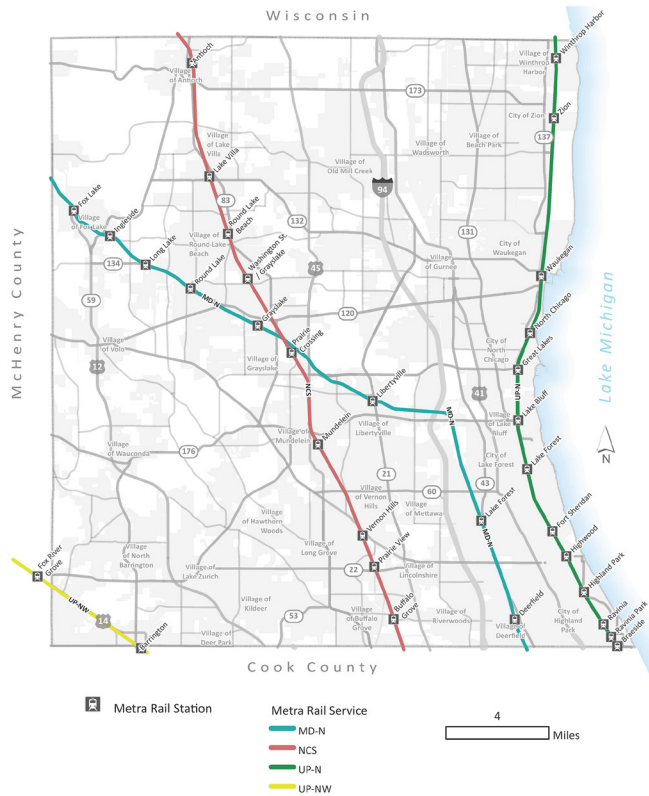 Wisconsin
Antioch
Village
of Antioch
Village of
Winthrop
Harbor
Winthrop Harbor
173
City of Zion
Zion
137
Village
of Lake
Villa
Village of
Beach Park
Village of
Wadsworth
Village of
Old Mill Creek
94
Lake Villa
83
Fox Lake
Village
of Fox Lake
Ingleside
Round Lake
Beach
132
131
Village of
Round Lake
Beach
City of
Waukegan
Long Lake
134
Washington St.
/ Grayslake
45
Village
of Gurnee
Waukegan
Round Lake
MD-N
59
120
Grayslake
North Chicago
Prairie
Crossing
City of
North
Chicago
Great Lakes
Village
of Volo
Village of
Grayslake
12
NCS
Libertyville
41
UP-N
MD-N
Lake Bluff
Village
of Lake
Bluff
Village of
Libertyville
Village of
Mundelein
Mundelein
Village
of Wauconda
176
City of
Lake Forest
Lake Forest
21
43
60
Village
of Vernon
Hills
Village
of Mettawa
Village
of Hawthorn
Woods
Vernon Hills
Lake Forest
Fort Sheridan
MD-N
Village of
Long Grove
Village
of North
Barrington
Prairie View
Highwood
Fox River
Grove
Village of
Lake Zurich
22
Village of
Lincolnshire
Highland Park
UP-NW
14
Village of
Kildeer
53
Village
of Buffalo
Grove
Buffalo
Grove
Village of
Riverwoods
Deerfield
Village of
Deerfield
City of
Highland
Park
Ravinia
Ravinia Park
Braeside
Barrington
Village of
Deer Park
McHenry County
Lake Michigan
N
Cook County
Metra Rail Station
Metra Rail Service
MD-N
NCS
UP-N
UP-NW
4
Miles